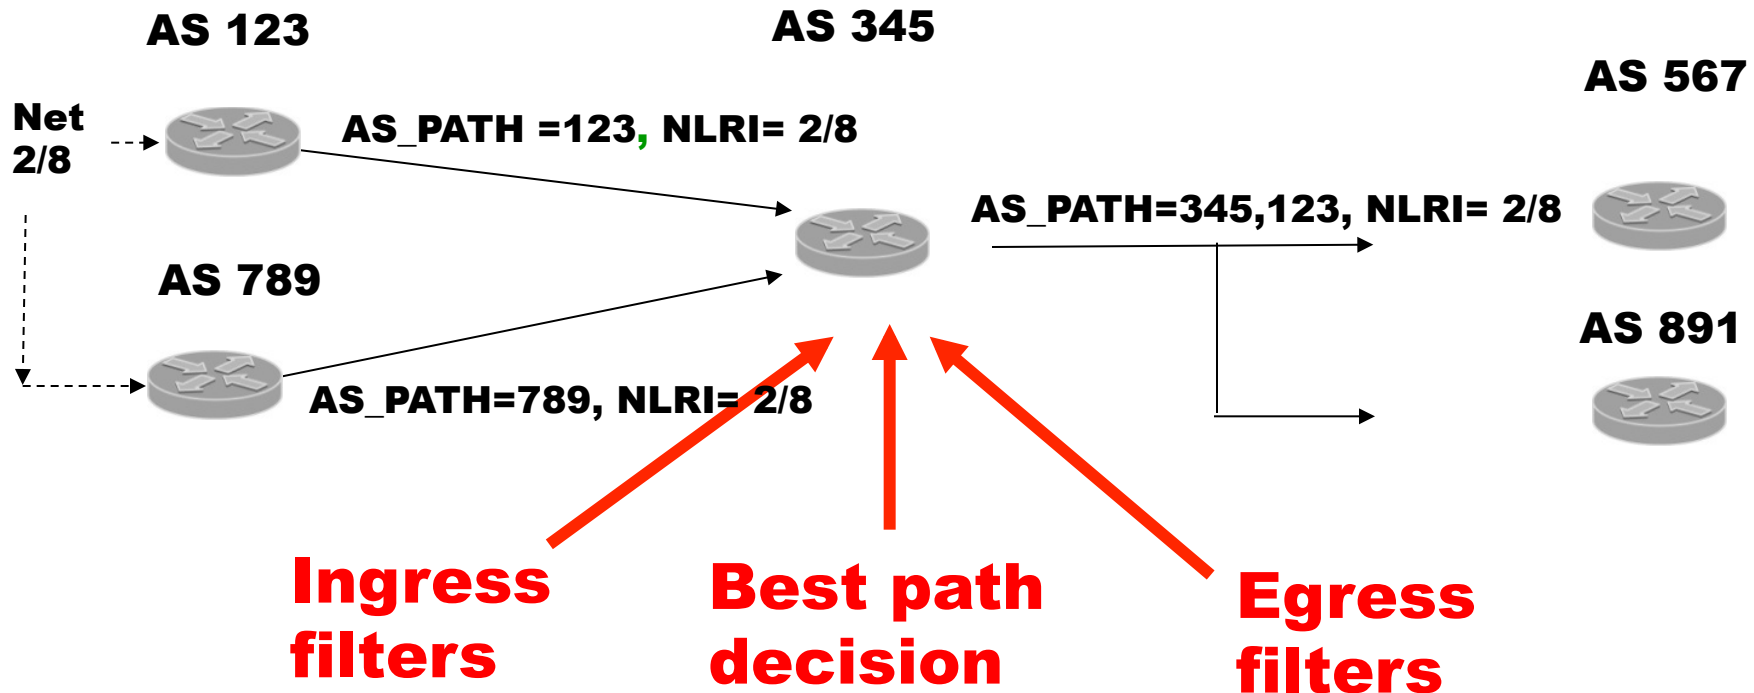 AS 123
AS 345
AS 567
Net
2/8
AS_PATH =123, NLRI= 2/8
AS_PATH=345,123, NLRI= 2/8
AS 789
AS 891
AS_PATH=789, NLRI= 2/8
Ingress
filters
Best path
decision
Egress
filters